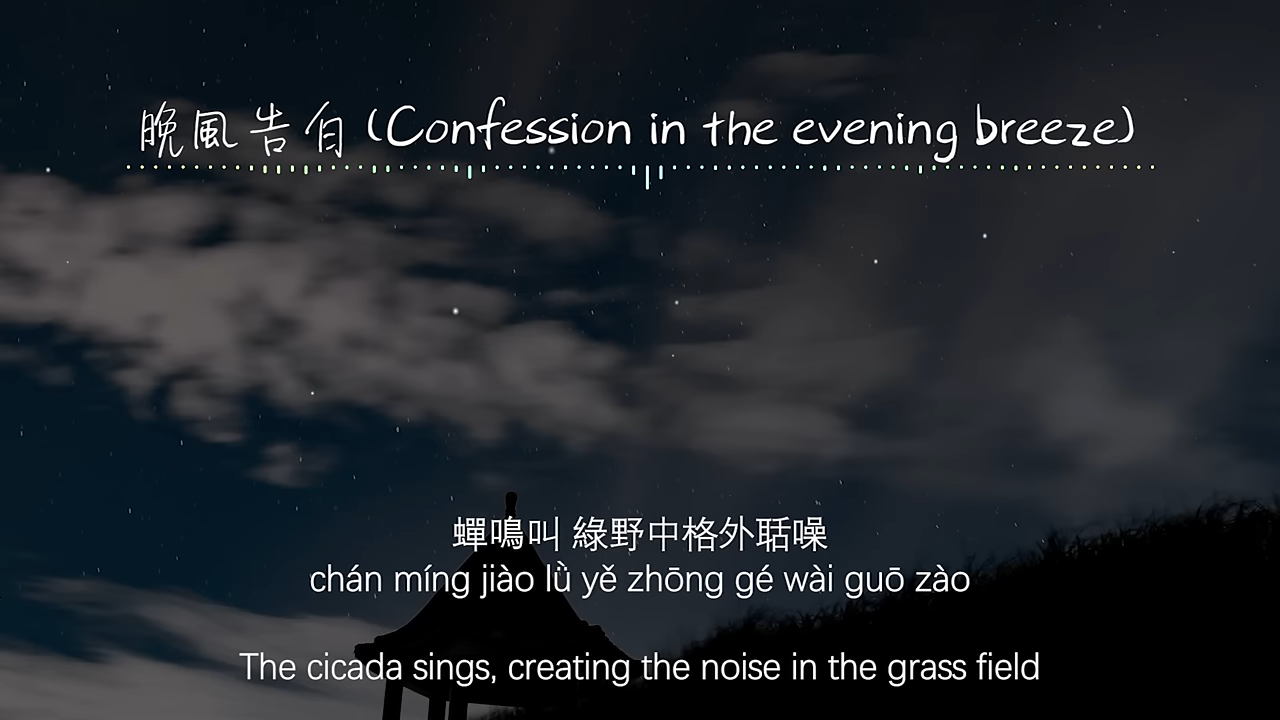 晚風告白 (Confession in the evening breeze)
蟬鳴叫 綠野中格外聒噪
chán míng jiào lǜ yě zhōng gé wài guō zào
The cicada sings, creating the noise in the grass field